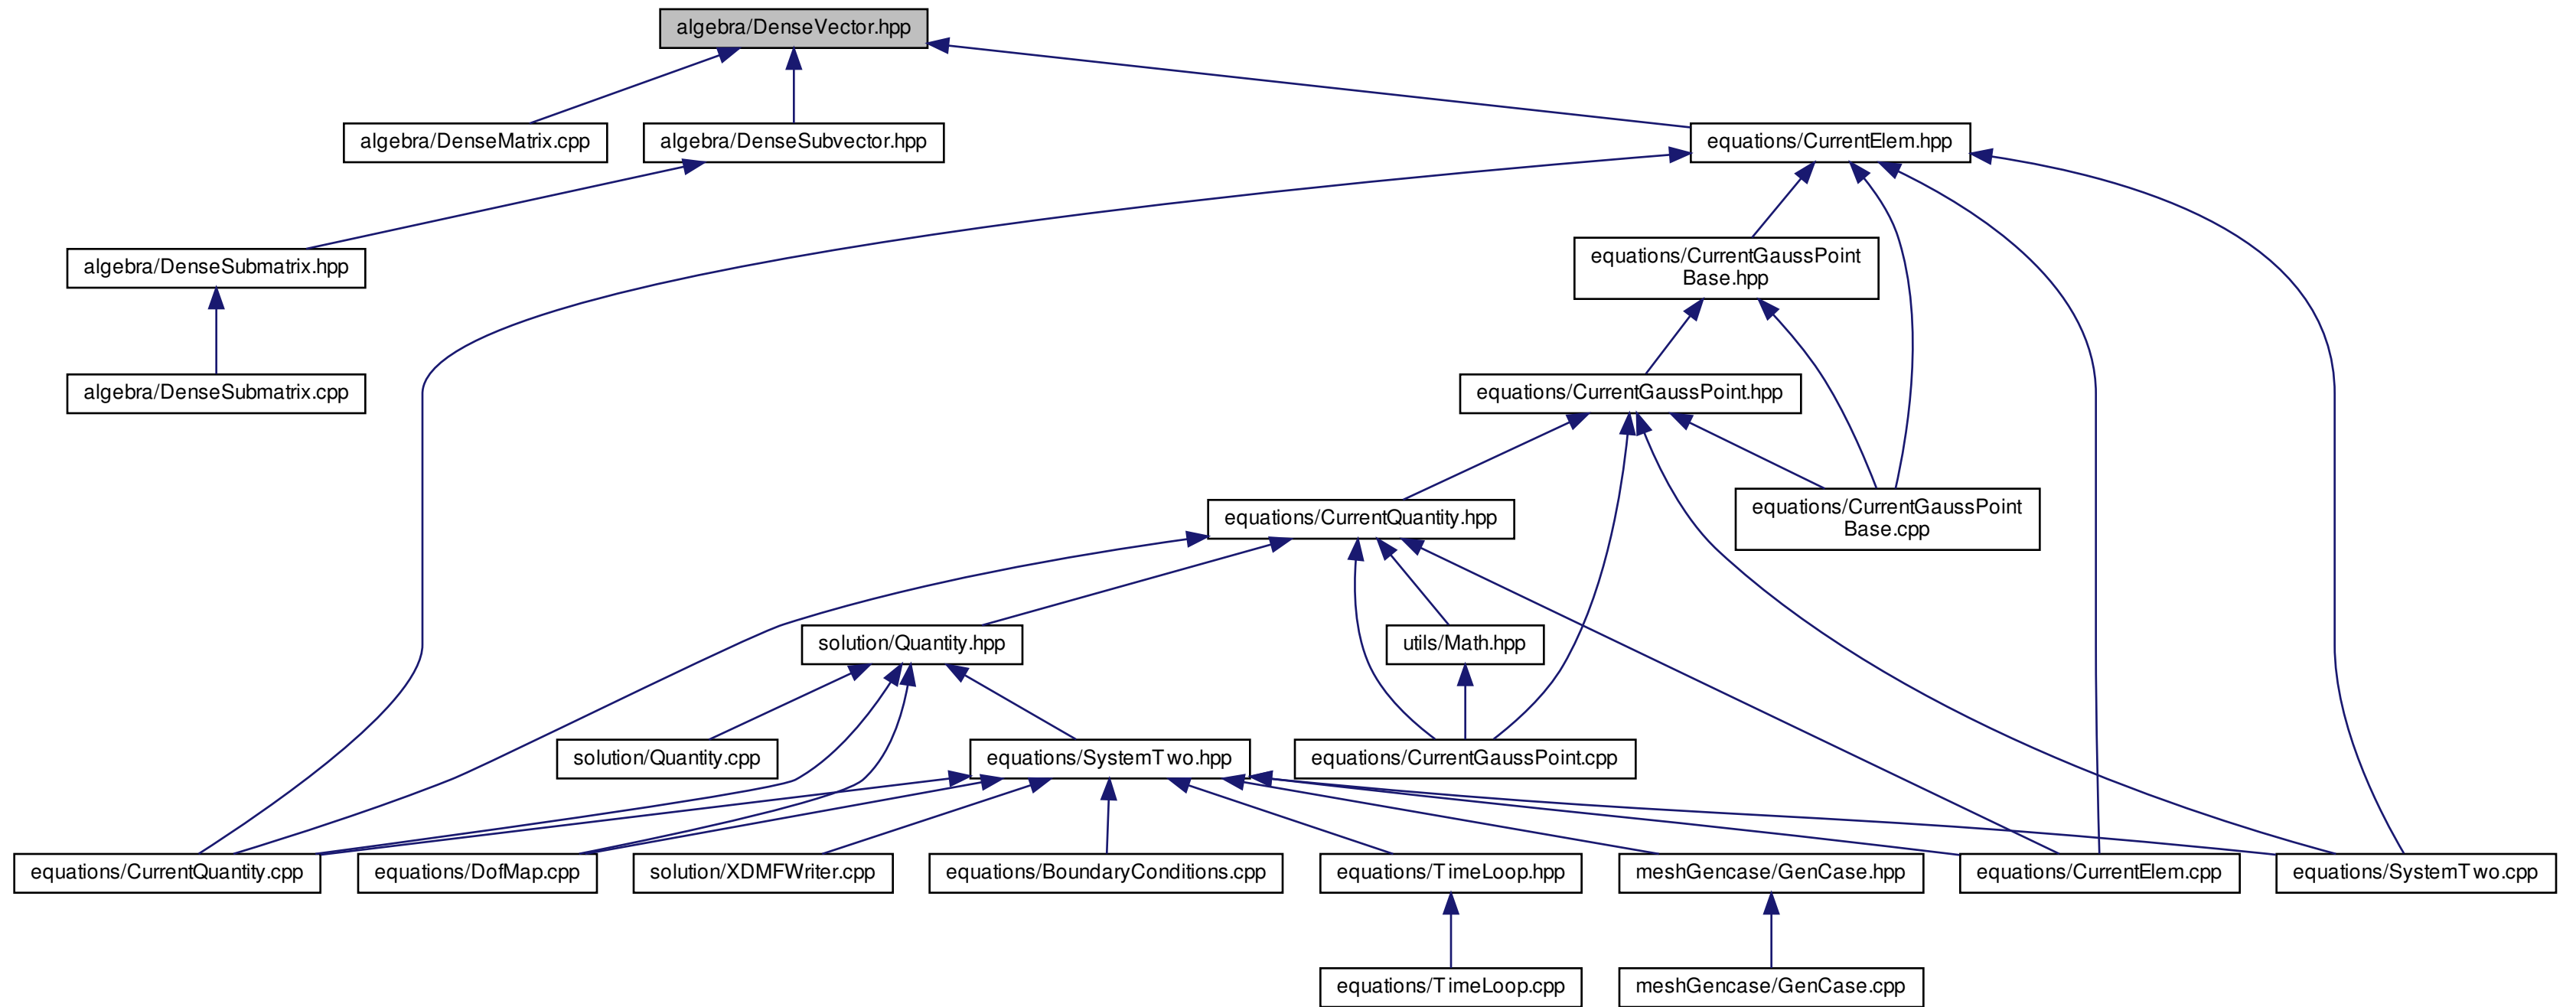 algebra/DenseVector.hpp
algebra/DenseMatrix.cpp
algebra/DenseSubvector.hpp
equations/CurrentElem.hpp
algebra/DenseSubmatrix.hpp
equations/CurrentGaussPoint
Base.hpp
algebra/DenseSubmatrix.cpp
equations/CurrentGaussPoint.hpp
equations/CurrentQuantity.hpp
equations/CurrentGaussPoint
Base.cpp
solution/Quantity.hpp
utils/Math.hpp
solution/Quantity.cpp
equations/SystemTwo.hpp
equations/CurrentGaussPoint.cpp
equations/CurrentQuantity.cpp
equations/DofMap.cpp
solution/XDMFWriter.cpp
equations/BoundaryConditions.cpp
equations/TimeLoop.hpp
meshGencase/GenCase.hpp
equations/CurrentElem.cpp
equations/SystemTwo.cpp
equations/TimeLoop.cpp
meshGencase/GenCase.cpp